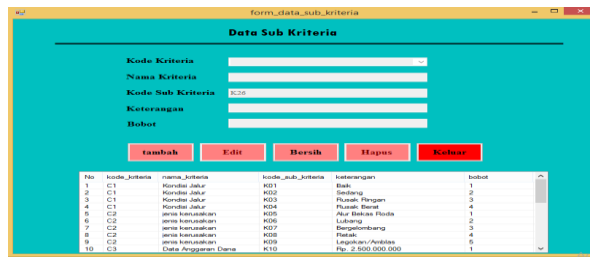 form_data_sub_kriteria
Data Sub Kriteria
Kode Kriteria
Nama Kriteria
Kode Sub Kriteria K26
Keterangan
Bobot
tambah Edit Bersih Hapus Keluar
No kode_kriteria nama_kriteria kode_sub_kriteria keterangan bobot
1 C1 Kondisi Jalur K01 Baik 1
2 C1 Kondisi Jalur K02 Sedang 2
3 C1 Kondisi Jalur K03 Rusak Ringan 3
4 C1 Kondisi Jalur K04 Rusak Berat 4
5 C2 jenis kerusakan K05 Alur Bekas Roda 1
6 C2 jenis kerusakan K06 Lubang 2
7 C2 jenis kerusakan K07 Bergelombang 3
8 C2 jenis kerusakan K08 Retak 4
9 C2 jenis kerusakan K09 Legokan/Amblas 5
10 C3 Data Anggaran Dana K10 Rp. 2.500.000.000 1